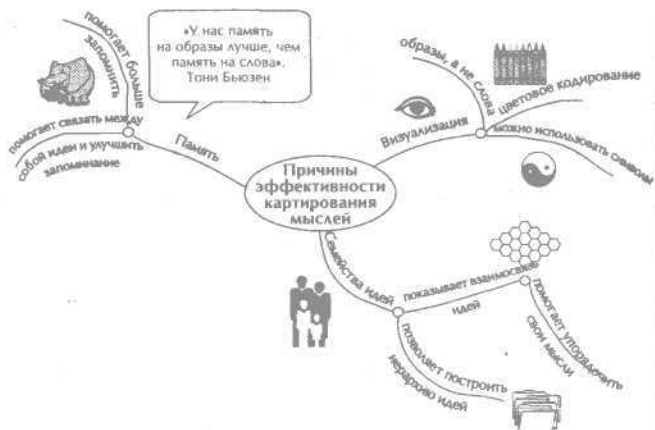 помогает больше
запомнить
«У нас память
на образы лучше, чем
память на слова».
Тони Бьюзен
помогает связать между
собой идеи и улучшить
запоминание
Память
образы, а не слова
цветовое кодирование
Визуализация
можно использовать символы
Причины
эффективности
картирования
мыслей
Семейства идей
показывает взаимосвязь
идей
помогает упорядочить
свои мысли
позволяет построить
иерархию идей